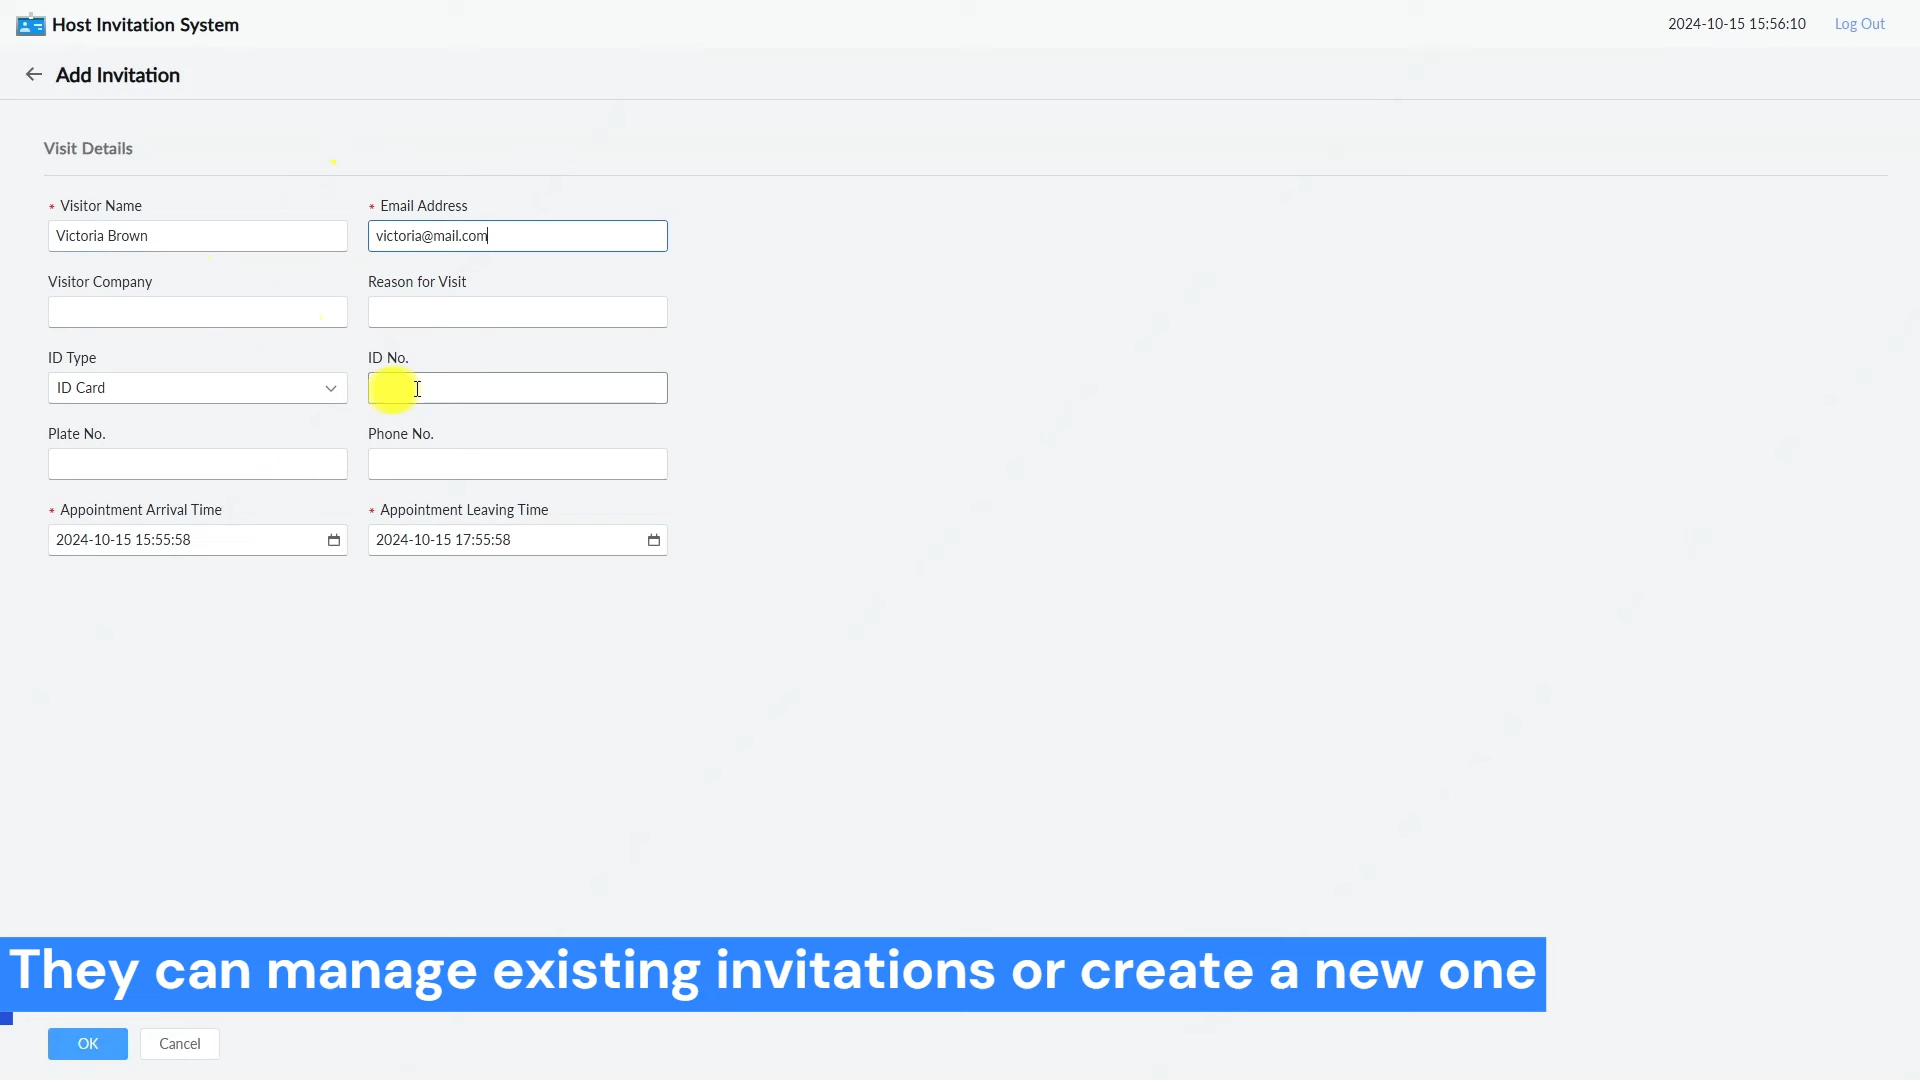 Host Invitation System
2024-10-15 15:56:10 Log Out
Add Invitation
Visit Details
* Visitor Name * Email Address
Victoria Brown victoria@mail.com
Visitor Company Reason for Visit
ID Type ID No.
ID Card
Plate No. Phone No.
* Appointment Arrival Time * Appointment Leaving Time
2024-10-15 15:55:58 2024-10-15 17:55:58
They can manage existing invitations or create a new one
OK Cancel